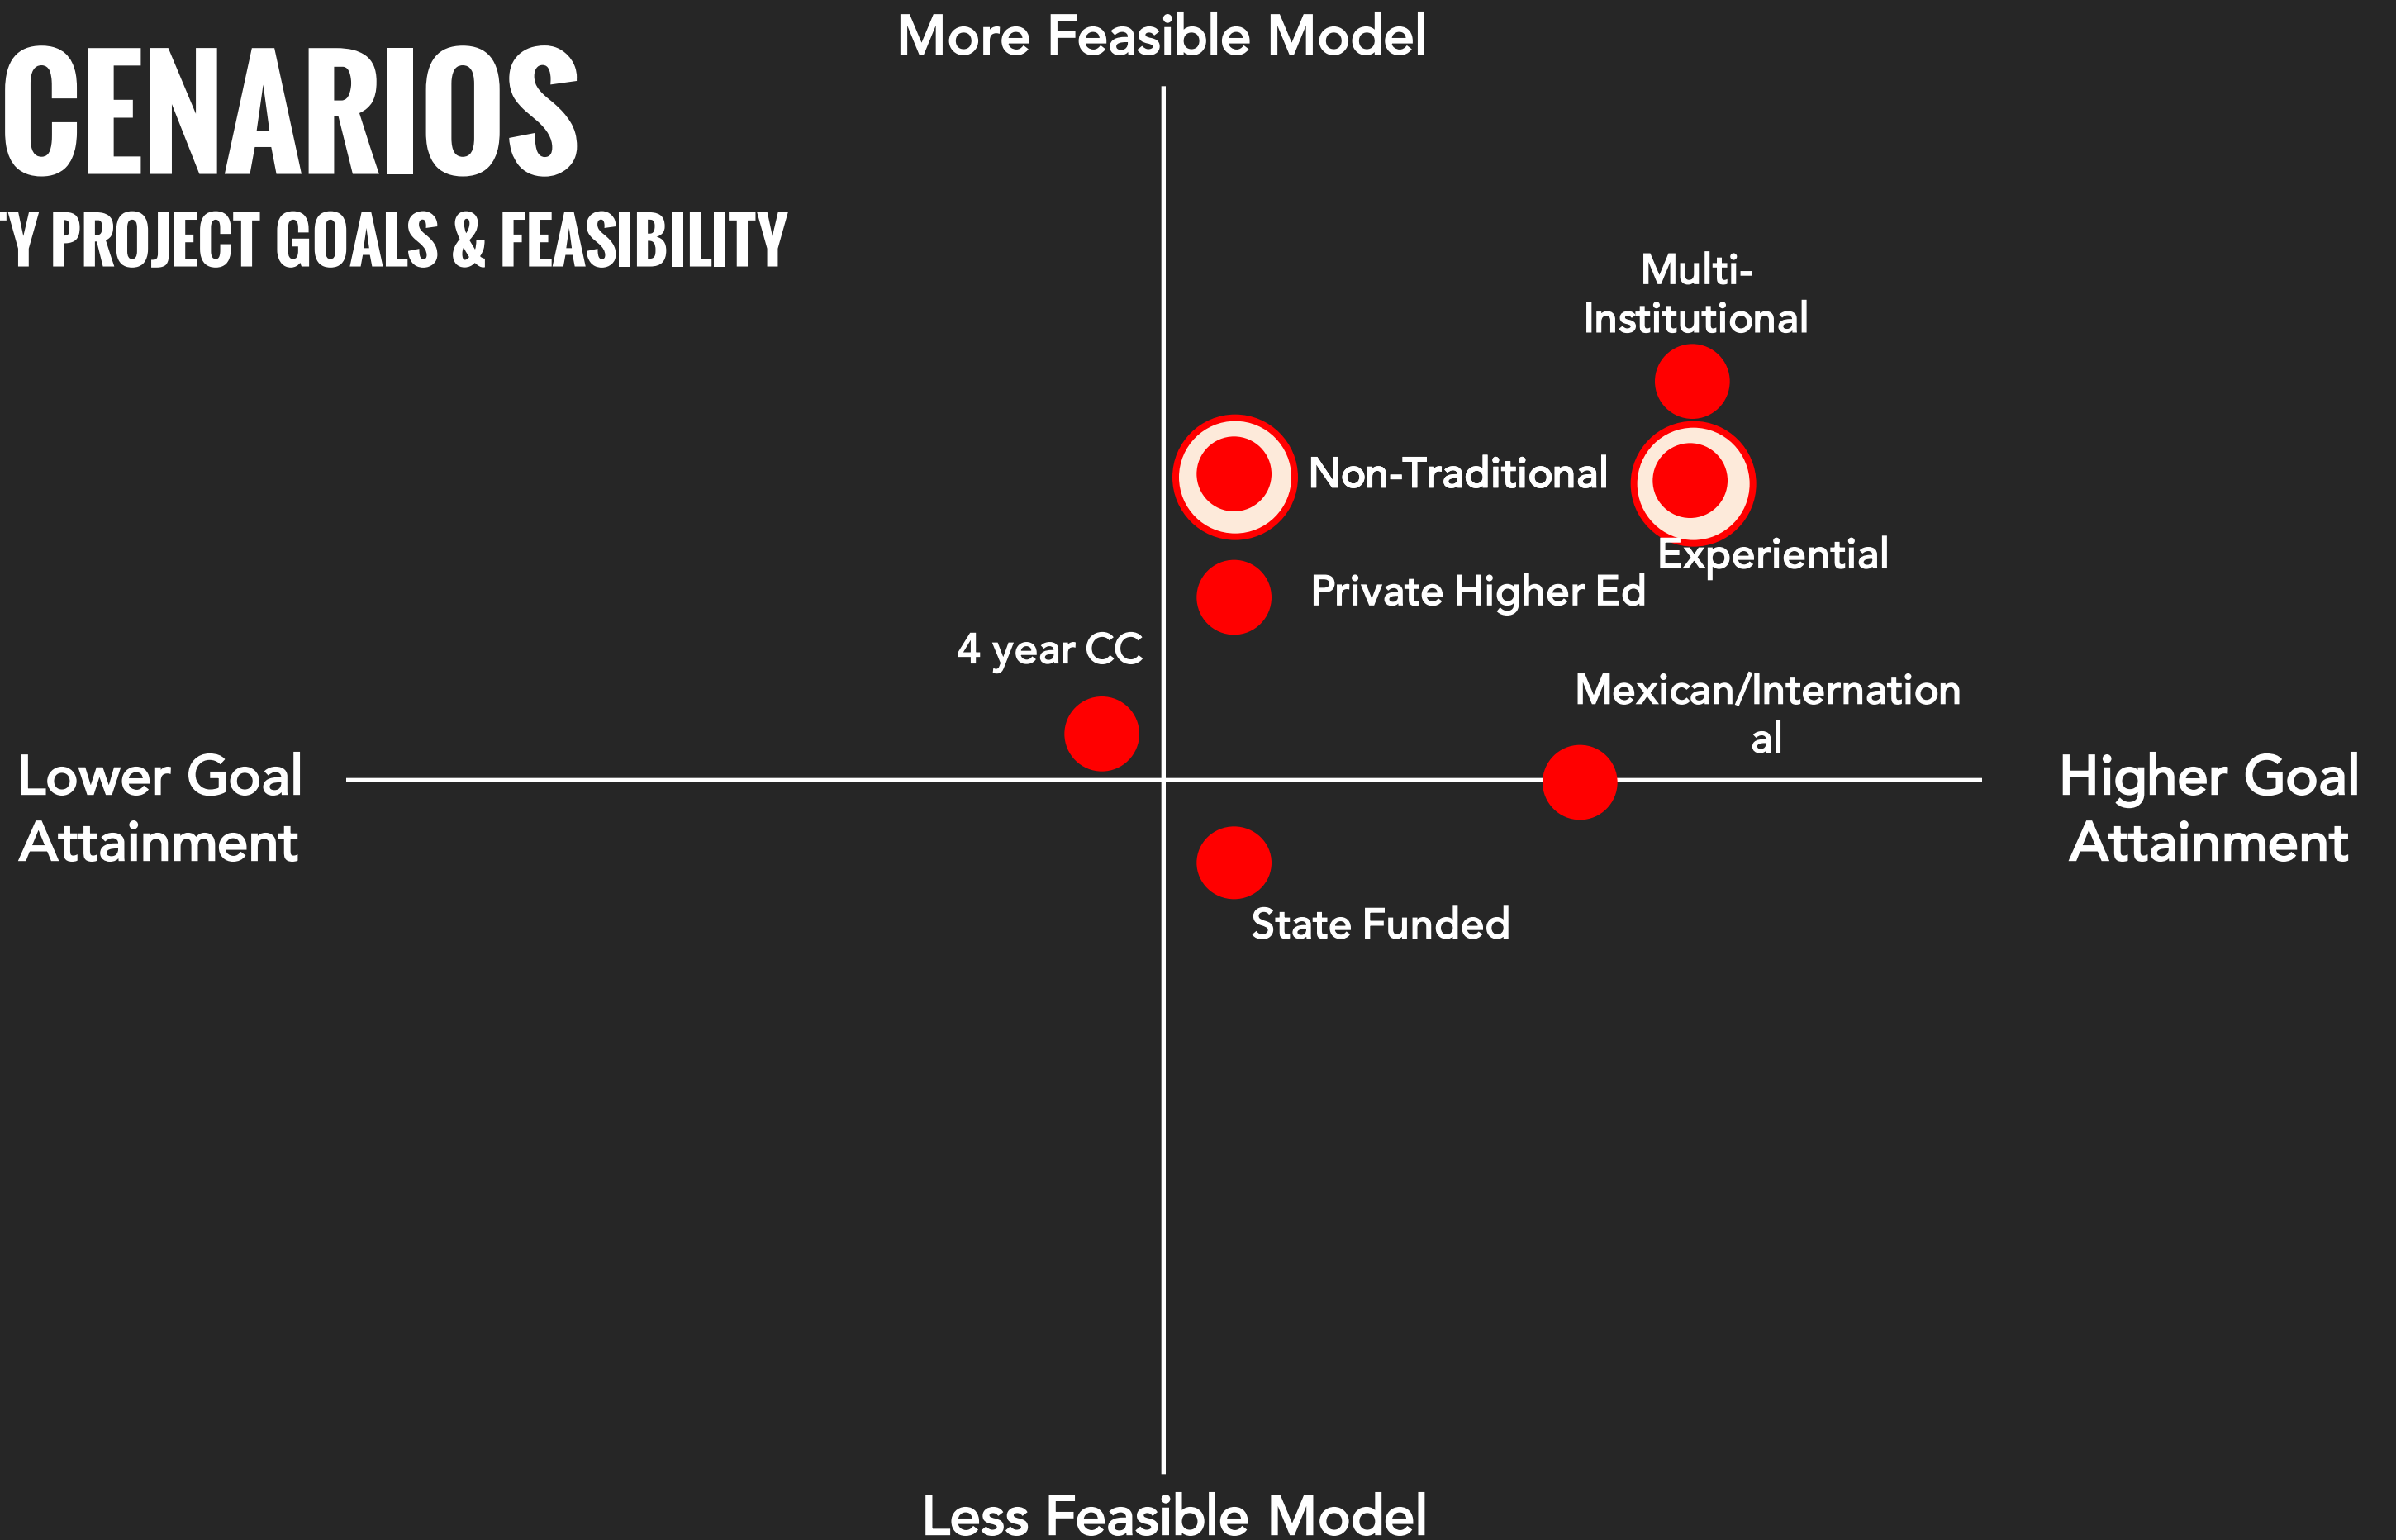 More Feasible Model
CENARIOS
Y PROJECT GOALS & FEASIBILITY
Multi-
Institutional
Non-Traditional
Experiential
Private Higher Ed
4 year CC
Mexican/Internation
al
Lower Goal
Attainment
Higher Goal
Attainment
State Funded
Less Feasible Model